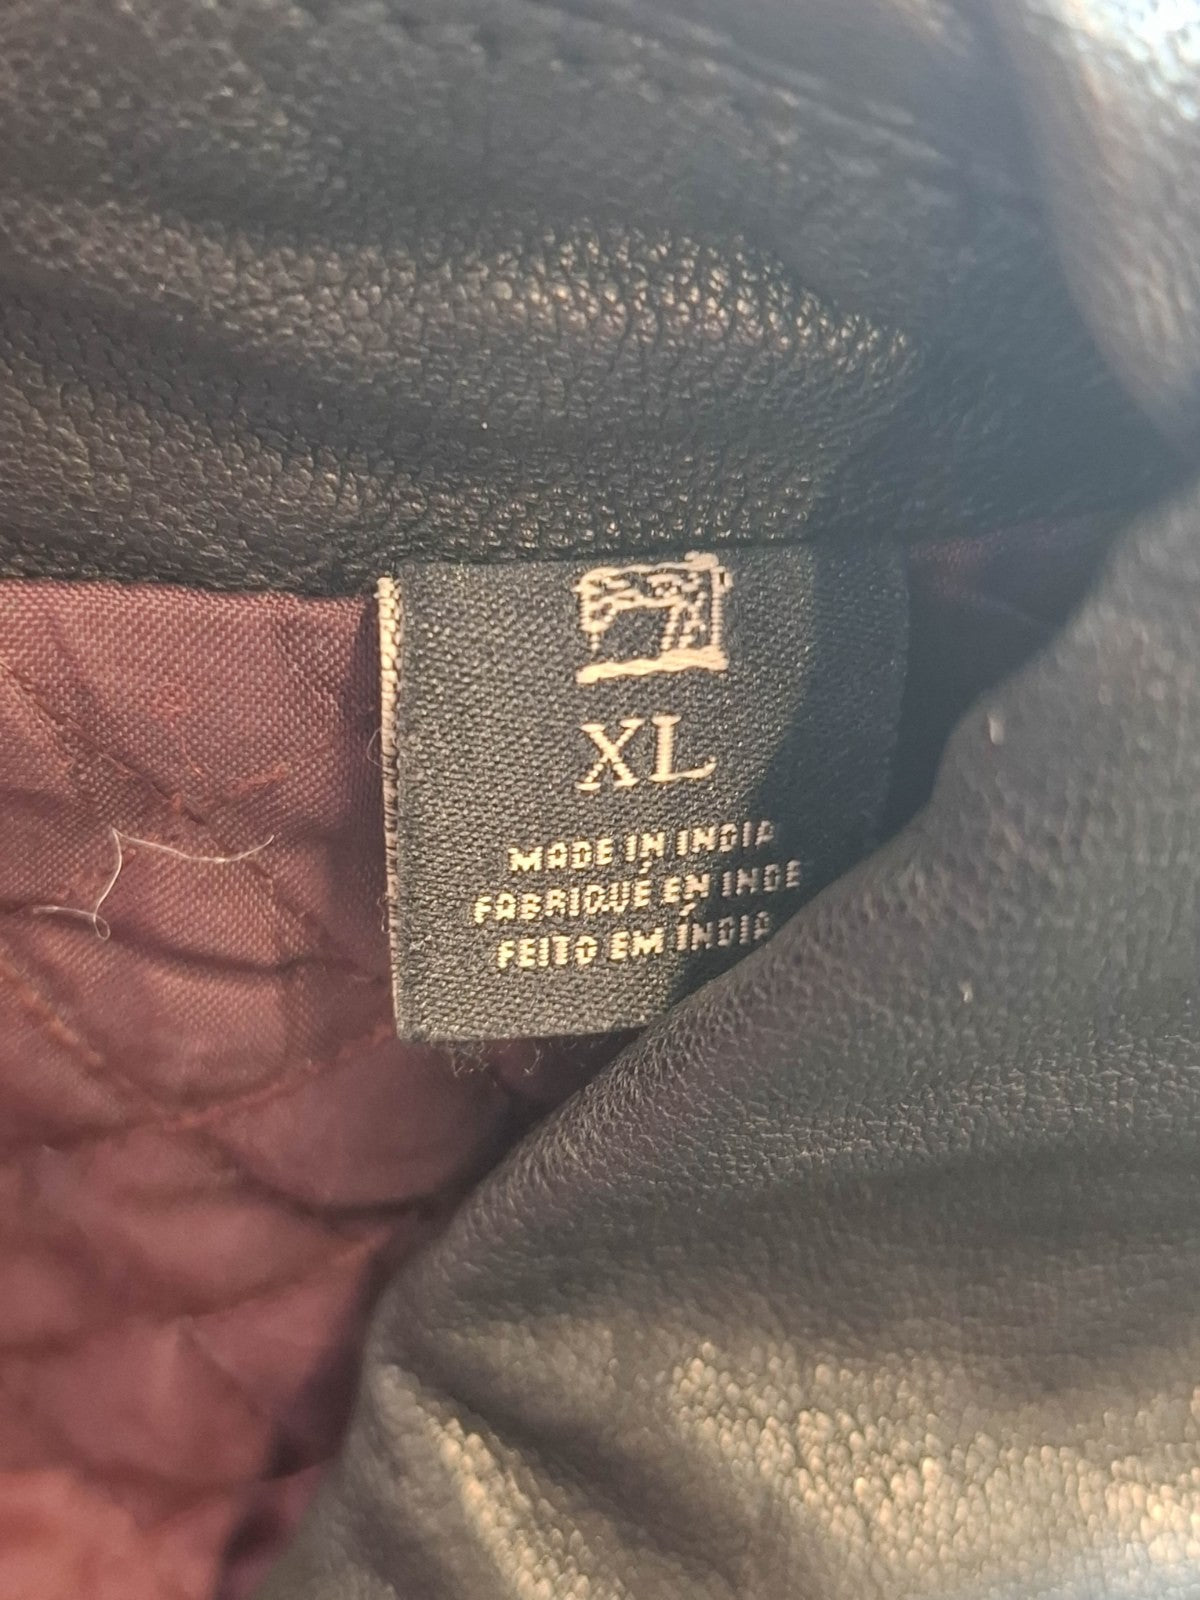 XL
MADE IN INDIA
FABRIQUÉ EN INDE
FEITO EM ÍNDIA